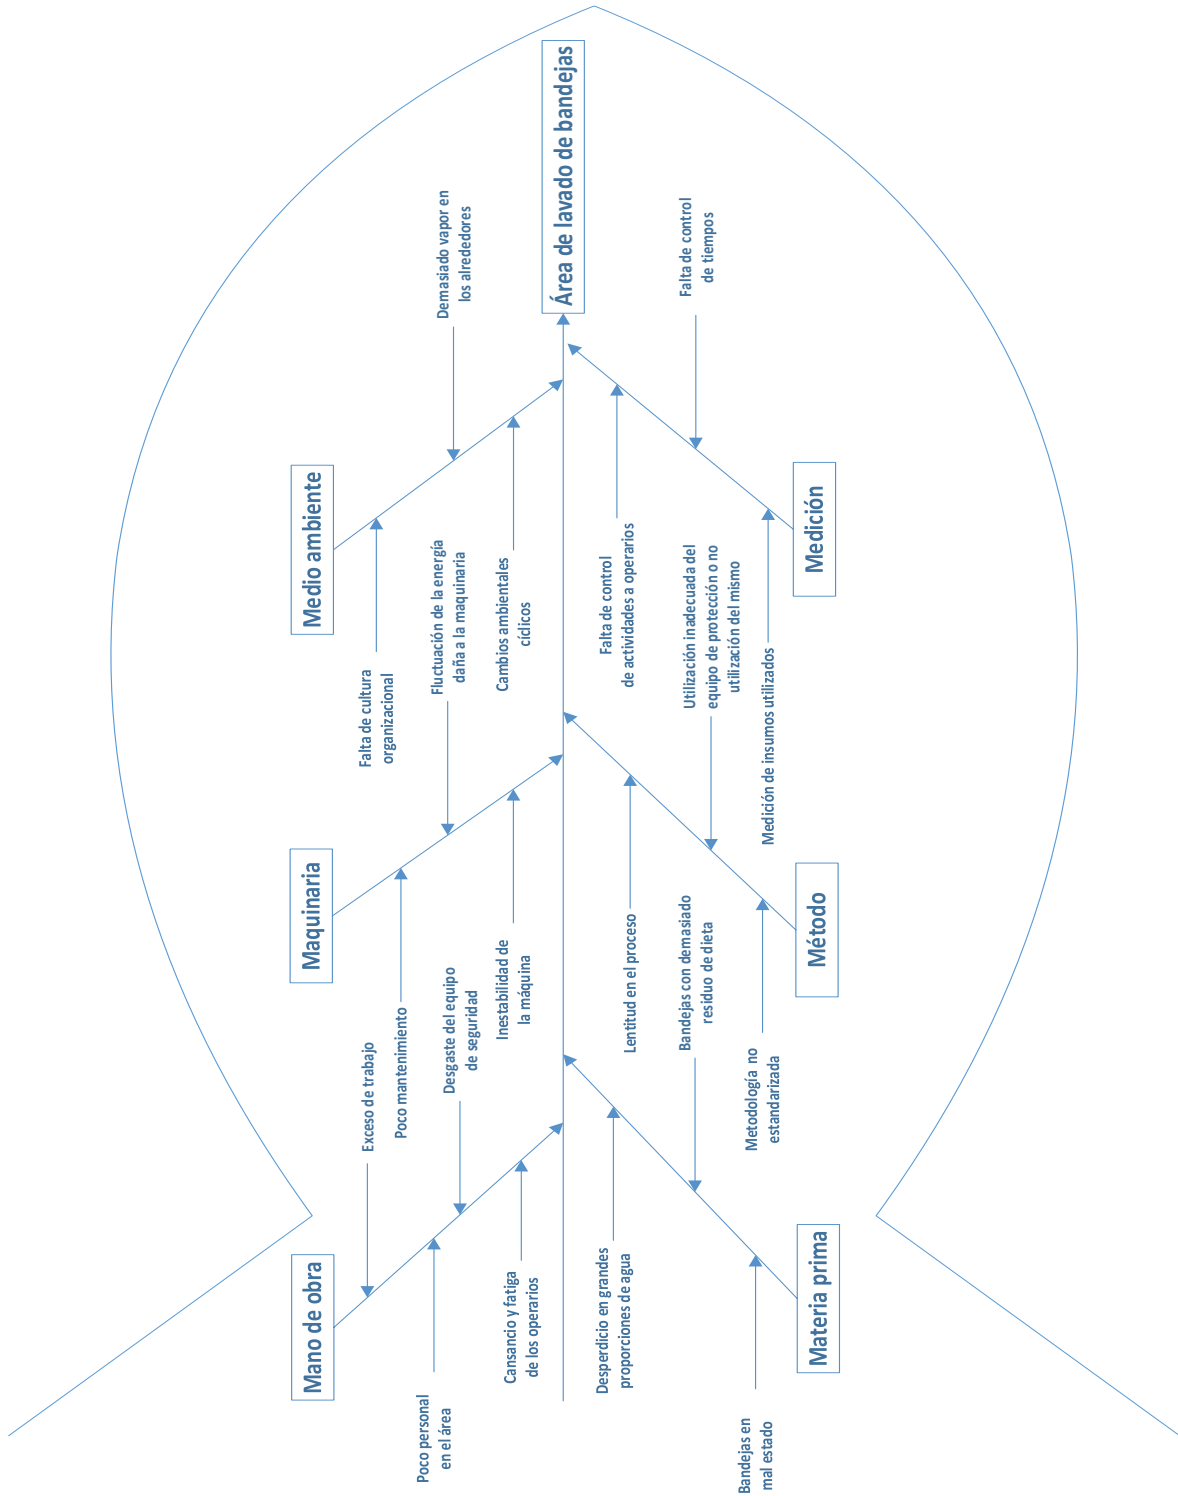 Mano de obra
Exceso de trabajo
Poco personal
en el área
Desgaste del equipo
de seguridad
Cansancio y fatiga
de los operarios
Maquinaria
Poco mantenimiento
Fluctuación de la energía
daña a la maquinaria
Inestabilidad de
la máquina
Medio ambiente
Falta de cultura
organizacional
Demasiado vapor en
los alrededores
Cambios ambientales
cíclicos
Área de lavado de bandejas
Desperdicio en grandes
proporciones de agua
Bandejas con demasiado
residuo de dieta
Bandejas en
mal estado
Materia prima
Lentitud en el proceso
Utilización inadecuada del
equipo de protección o no
utilización del mismo
Metodología no
estandarizada
Método
Falta de control
de actividades a operarios
Falta de control
de tiempos
Medición de insumos utilizados
Medición